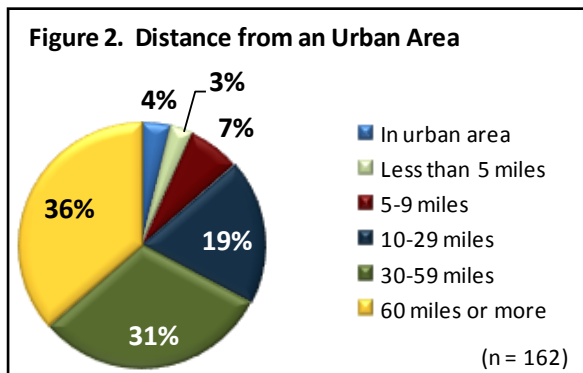 Figure 2.  Distance from an Urban Area
4%
3%
7%
19%
31%
36%
In urban area
Less than 5 miles
5-9 miles
10-29 miles
30-59 miles
60 miles or more
(n = 162)